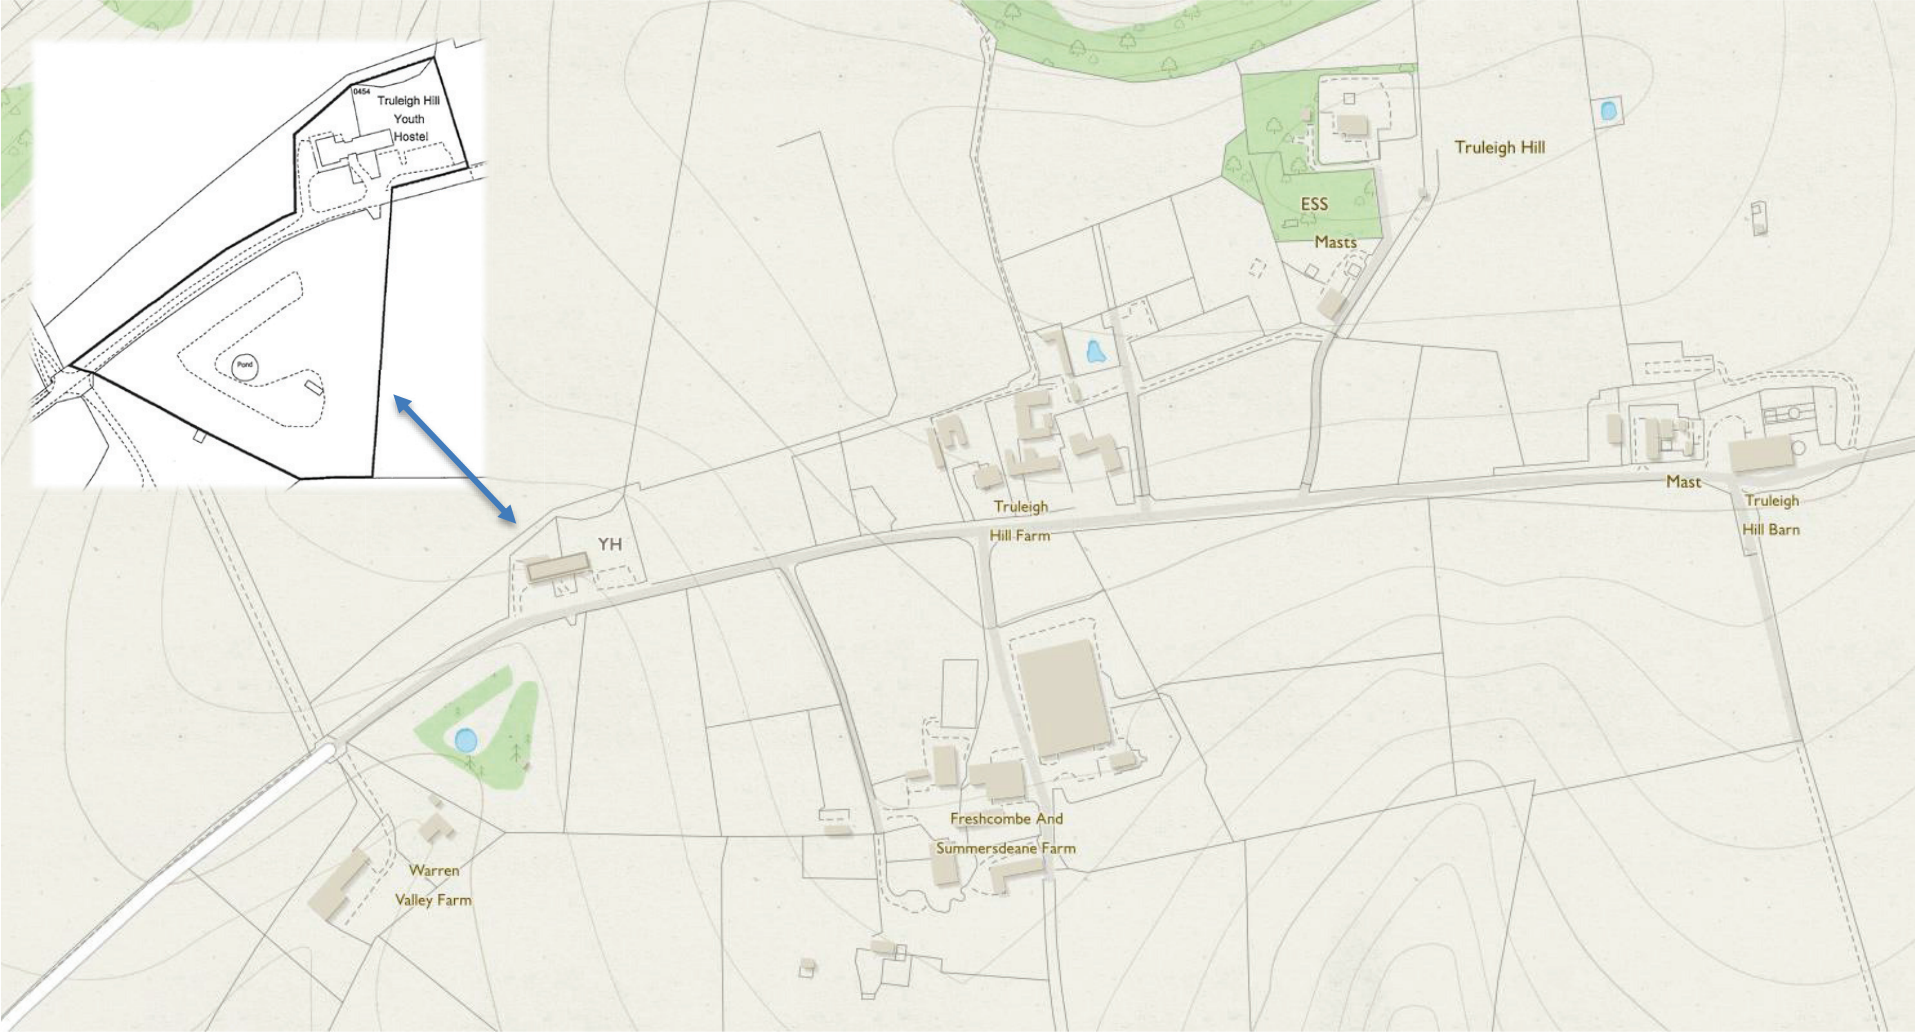 0454
Truleigh Hill
Youth
Hostel
Pond
Truleigh Hill
ESS
Masts
YH
Truleigh
Hill Farm
Mast
Truleigh
Hill Barn
Freshcombe And
Summersdeane Farm
Warren
Valley Farm